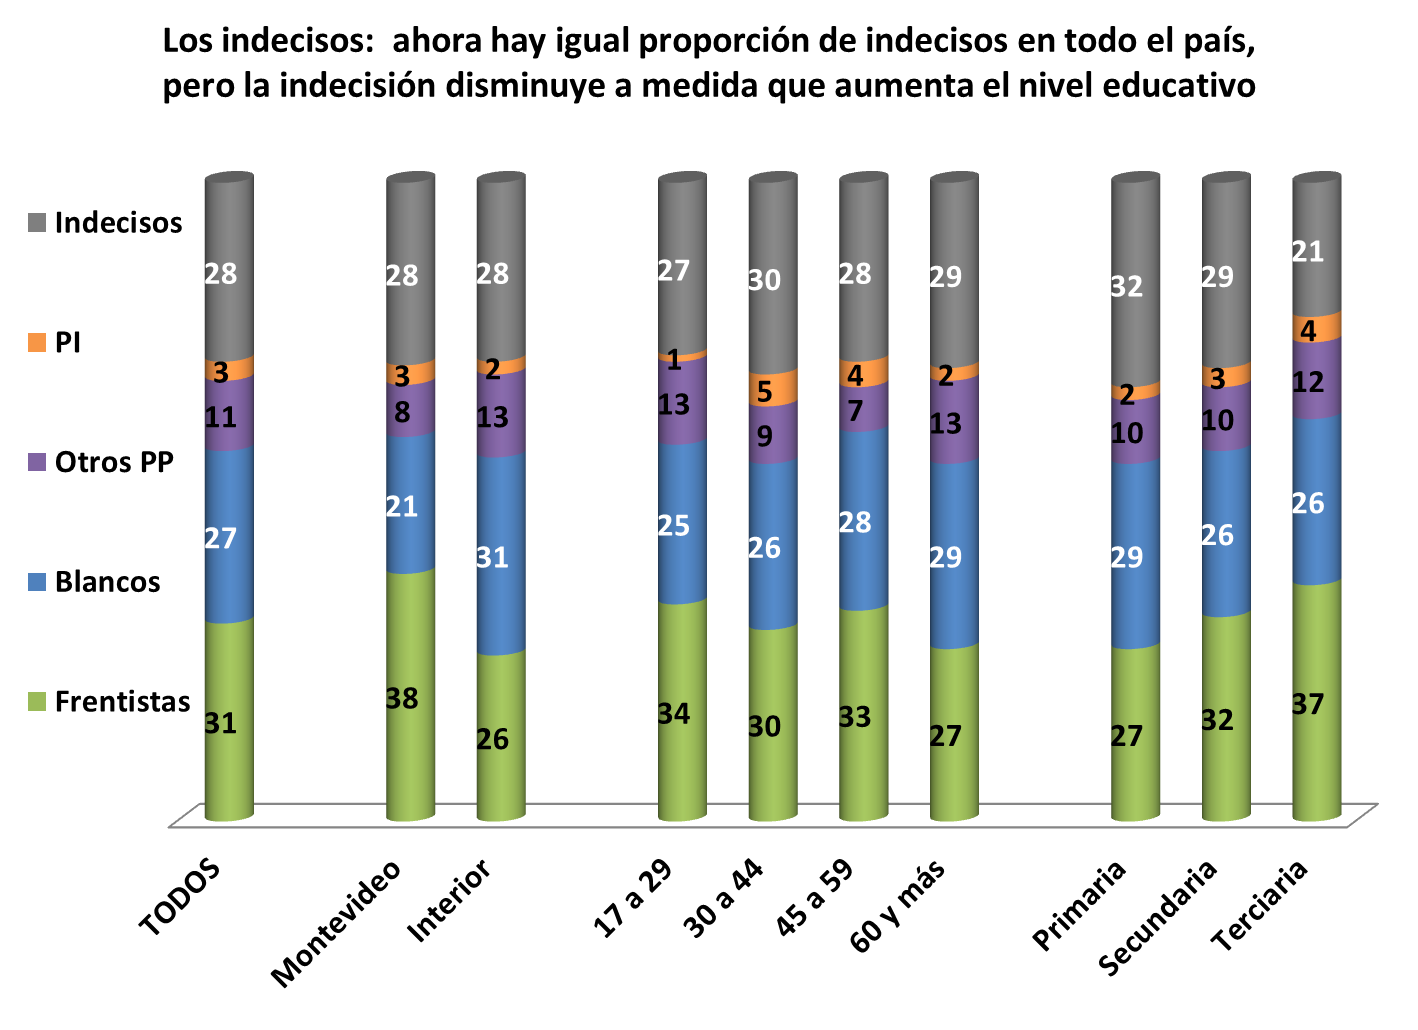 Los indecisos:  ahora hay igual proporción de indecisos en todo el país,
pero la indecisión disminuye a medida que aumenta el nivel educativo
Indecisos
PI
Otros PP
Blancos
Frentistas
28 28 28 27 30 28 29 32 29 21
3 3 2 1 5 4 2 2 3 4
11 8 13 13 9 7 13 10 10 12
27 21 31 25 26 28 29 29 26 26
31 38 26 34 30 33 27 27 32 37
TODOS
Montevideo
Interior
17 a 29
30 a 44
45 a 59
60 y más
Primaria
Secundaria
Terciaria